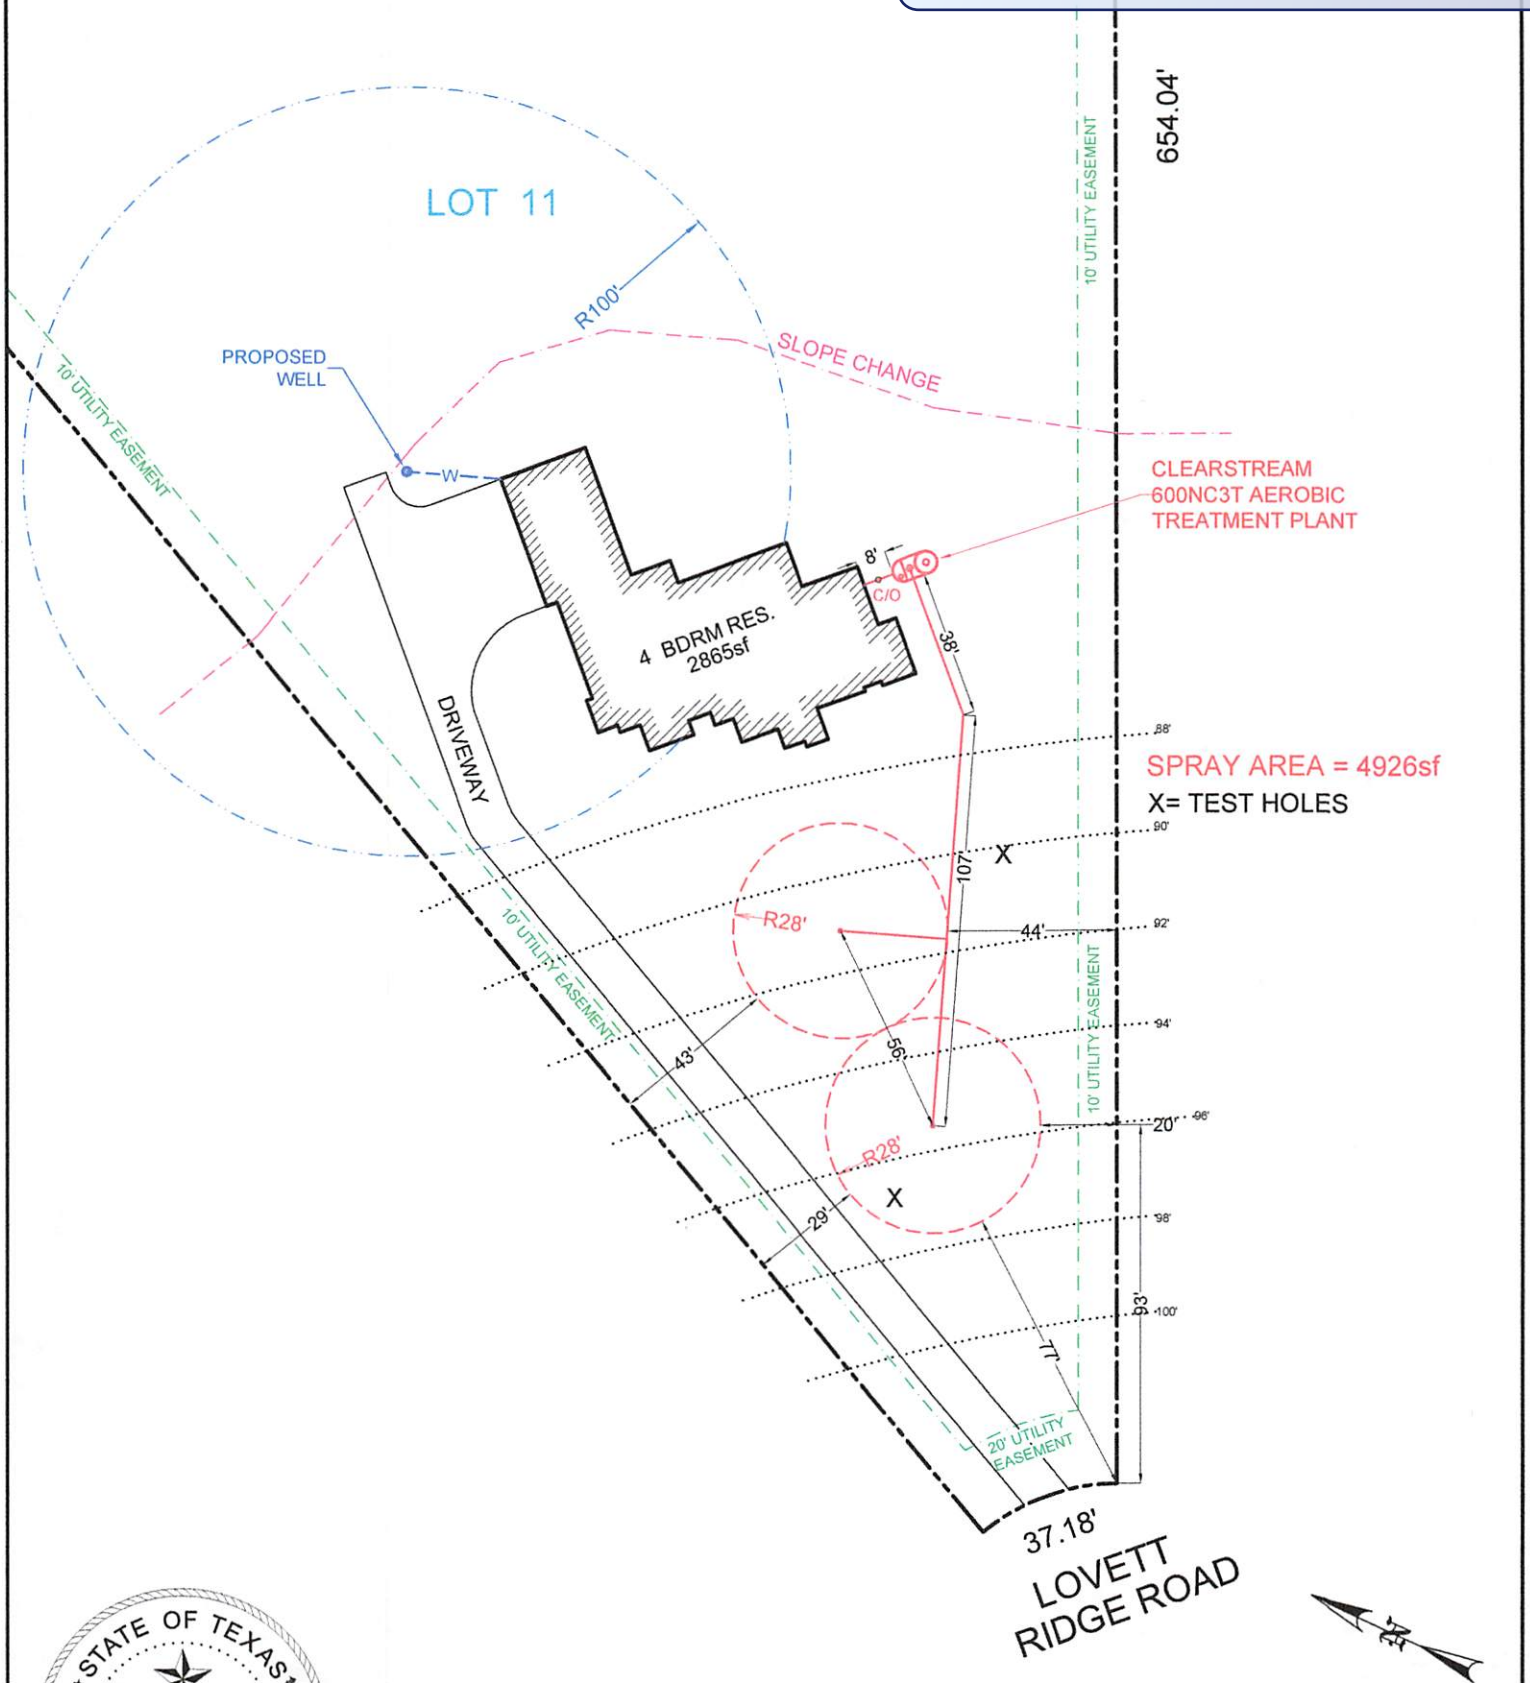 654.04'
10' UTILITY EASEMENT
LOT 11
R100'
PROPOSED
WELL
SLOPE CHANGE
10' UTILITY EASEMENT
W
CLEARSTREAM
600NC3T AEROBIC
TREATMENT PLANT
8'
C/O
4 BDRM RES.
2865sf
38'
DRIVEWAY
88'
SPRAY AREA = 4926sf
X= TEST HOLES
90'
X
107'
R28'
92'
44'
10' UTILITY EASEMENT
10' UTILITY EASEMENT
94'
56'
43'
96'
20'
R28'
X
29'
98'
93'
100'
77'
20' UTILITY
EASEMENT
37.18'
LOVETT
RIDGE ROAD
N
STATE OF TEXAS